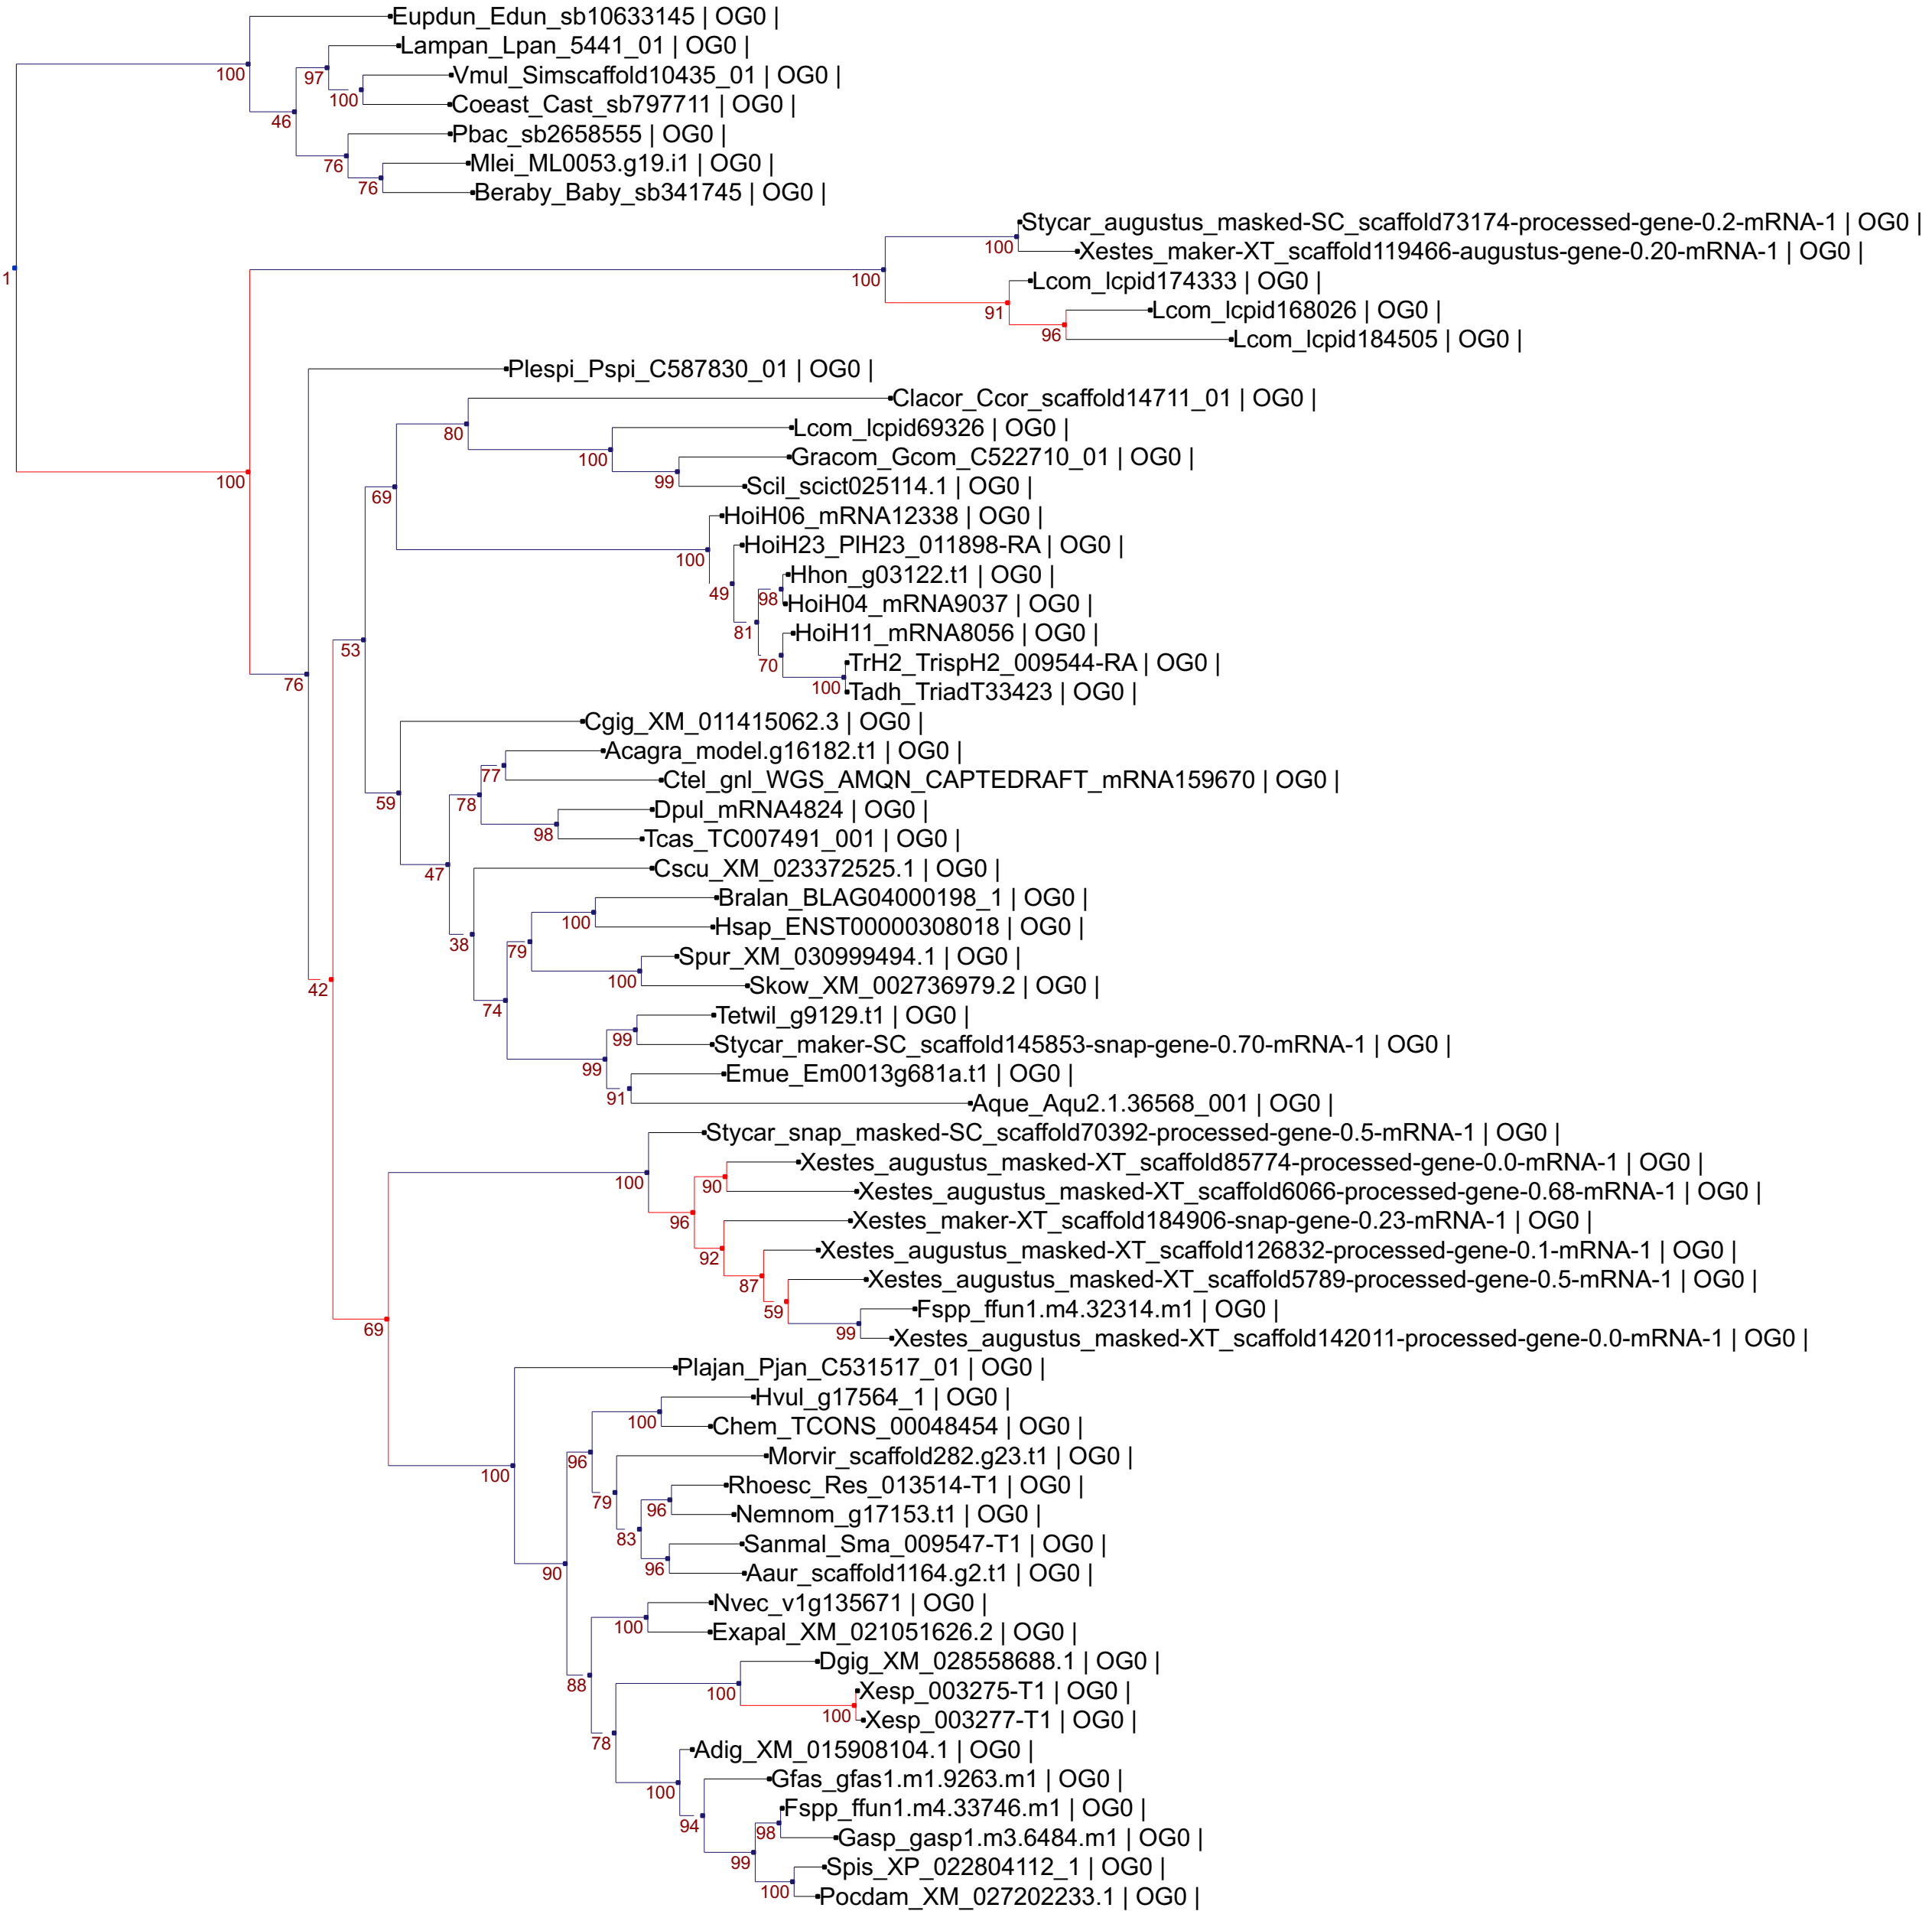 Eupdun_Edun_sb10633145 | OG0 |
Lampan_Lpan_5441_01 | OG0 |
100
97
Vmul_Simscaffold10435_01 | OG0 |
100
Coeast_Cast_sb797711 | OG0 |
46
Pbac_sb2658555 | OG0 |
76
Mlei_ML0053.g19.i1 | OG0 |
76
Beraby_Baby_sb341745 | OG0 |
Stycar_augustus_masked-SC_scaffold73174-processed-gene-0.2-mRNA-1 | OG0 |
100
Xestes_maker-XT_scaffold119466-augustus-gene-0.20-mRNA-1 | OG0 |
1
100
Lcom_lcpid174333 | OG0 |
91
Lcom_lcpid168026 | OG0 |
96
Lcom_lcpid184505 | OG0 |
Plespi_Pspi_C587830_01 | OG0 |
Clacor_Ccor_scaffold14711_01 | OG0 |
80
Lcom_lcpid69326 | OG0 |
100
Gracom_Gcom_C522710_01 | OG0 |
100
99
Scil_scict025114.1 | OG0 |
69
HoiH06_mRNA12338 | OG0 |
HoiH23_PlH23_011898-RA | OG0 |
100
Hhon_g03122.t1 | OG0 |
49
98
HoiH04_mRNA9037 | OG0 |
81
HoiH11_mRNA8056 | OG0 |
53
70
TrH2_TrispH2_009544-RA | OG0 |
76
100
Tadh_TriadT33423 | OG0 |
Cgig_XM_011415062.3 | OG0 |
Acagra_model.g16182.t1 | OG0 |
77
Ctel_gnl_WGS_AMQN_CAPTEDRAFT_mRNA159670 | OG0 |
59
78
Dpul_mRNA4824 | OG0 |
98
Tcas_TC007491_001 | OG0 |
47
Cscu_XM_023372525.1 | OG0 |
Bralan_BLAG04000198_1 | OG0 |
100
Hsap_ENST00000308018 | OG0 |
38
79
Spur_XM_030999494.1 | OG0 |
100
Skow_XM_002736979.2 | OG0 |
42
74
Tetwil_g9129.t1 | OG0 |
99
Stycar_maker-SC_scaffold145853-snap-gene-0.70-mRNA-1 | OG0 |
99
Emue_Em0013g681a.t1 | OG0 |
91
Aque_Aqu2.1.36568_001 | OG0 |
Stycar_snap_masked-SC_scaffold70392-processed-gene-0.5-mRNA-1 | OG0 |
Xestes_augustus_masked-XT_scaffold85774-processed-gene-0.0-mRNA-1 | OG0 |
100
90
Xestes_augustus_masked-XT_scaffold6066-processed-gene-0.68-mRNA-1 | OG0 |
96
Xestes_maker-XT_scaffold184906-snap-gene-0.23-mRNA-1 | OG0 |
92
Xestes_augustus_masked-XT_scaffold126832-processed-gene-0.1-mRNA-1 | OG0 |
87
Xestes_augustus_masked-XT_scaffold5789-processed-gene-0.5-mRNA-1 | OG0 |
59
Fspp_ffun1.m4.32314.m1 | OG0 |
69
99
Xestes_augustus_masked-XT_scaffold142011-processed-gene-0.0-mRNA-1 | OG0 |
Plajan_Pjan_C531517_01 | OG0 |
Hvul_g17564_1 | OG0 |
100
Chem_TCONS_00048454 | OG0 |
96
Morvir_scaffold282.g23.t1 | OG0 |
100
Rhoesc_Res_013514-T1 | OG0 |
79
96
Nemnom_g17153.t1 | OG0 |
83
Sanmal_Sma_009547-T1 | OG0 |
96
Aaur_scaffold1164.g2.t1 | OG0 |
90
Nvec_v1g135671 | OG0 |
100
Exapal_XM_021051626.2 | OG0 |
Dgig_XM_028558688.1 | OG0 |
88
100
Xesp_003275-T1 | OG0 |
100
Xesp_003277-T1 | OG0 |
78
Adig_XM_015908104.1 | OG0 |
100
Gfas_gfas1.m1.9263.m1 | OG0 |
Fspp_ffun1.m4.33746.m1 | OG0 |
94
98
Gasp_gasp1.m3.6484.m1 | OG0 |
99
Spis_XP_022804112_1 | OG0 |
100
Pocdam_XM_027202233.1 | OG0 |